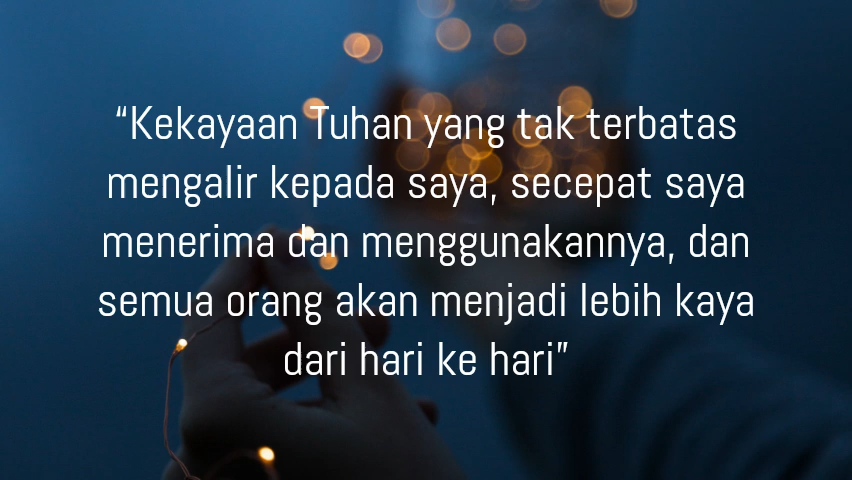 “Kekayaan Tuhan yang tak terbatas
mengalir kepada saya, secepat saya
menerima dan menggunakannya, dan
semua orang akan menjadi lebih kaya
dari hari ke hari”